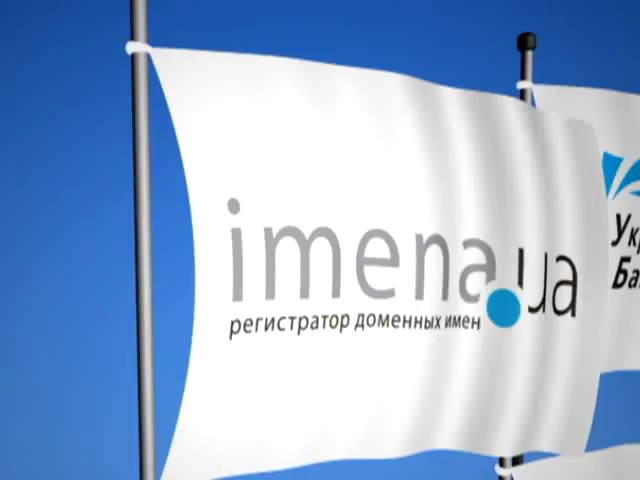 imena.ua
регистратор доменных имен